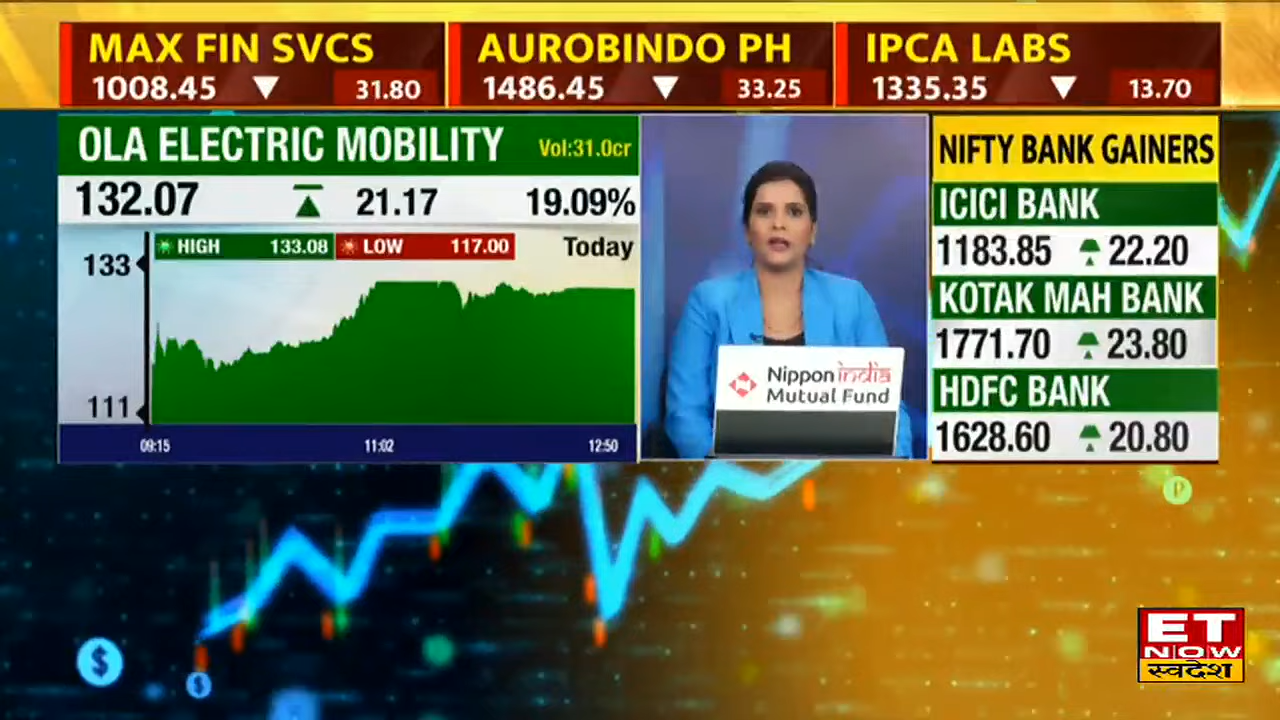 MAX FIN SVCS
1008.45 ▼ 31.80
AUROBINDO PH
1486.45 ▼ 33.25
IPCA LABS
1335.35 ▼ 13.70
OLA ELECTRIC MOBILITY Vol:31.0cr
132.07 ▲ 21.17 19.09%
HIGH 133.08 LOW 117.00 Today
133
111
09:15 11:02 12:50
Nippon india
Mutual Fund
NIFTY BANK GAINERS
ICICI BANK
1183.85 22.20
KOTAK MAH BANK
1771.70 23.80
HDFC BANK
1628.60 20.80
$
$
P
ET
NOW
स्वदेश